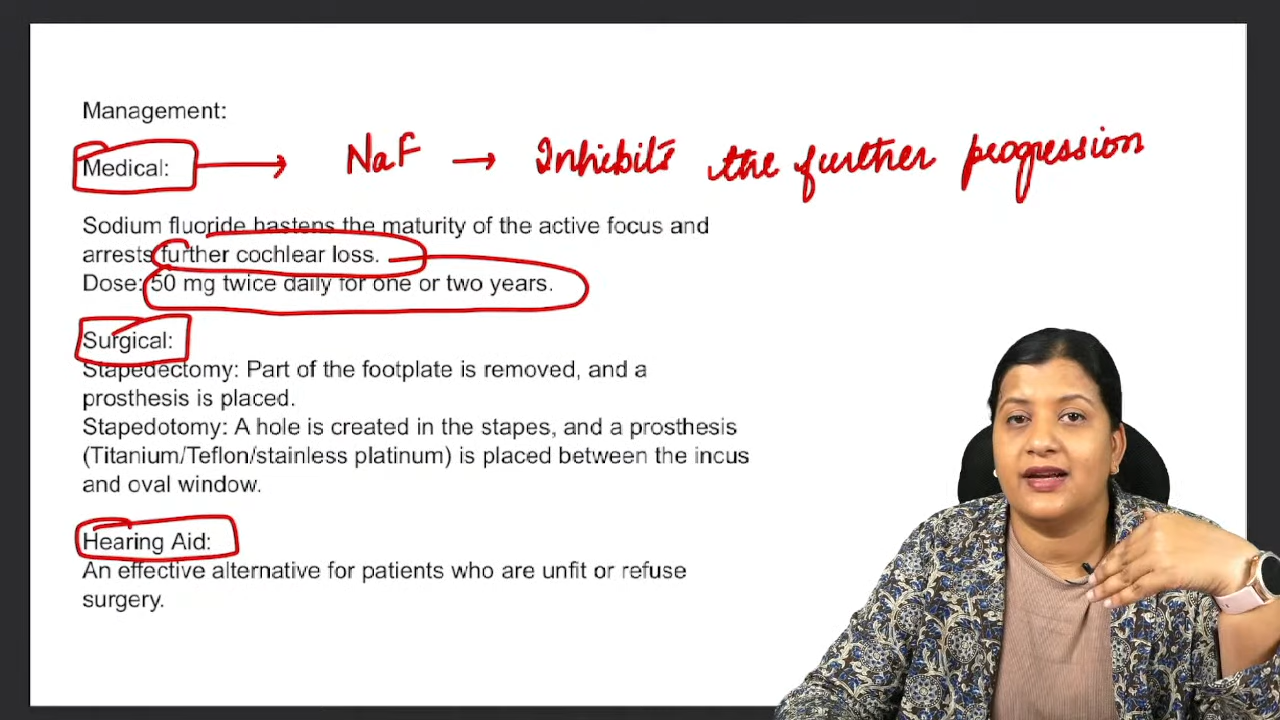 Management:
Medical: → NaF → Inhibits the further progression
Sodium fluoride hastens the maturity of the active focus and
arrests further cochlear loss.
Dose: 50 mg twice daily for one or two years.
Surgical:
Stapedectomy: Part of the footplate is removed, and a
prosthesis is placed.
Stapedotomy: A hole is created in the stapes, and a prosthesis
(Titanium/Teflon/stainless platinum) is placed between the incus
and oval window.
Hearing Aid:
An effective alternative for patients who are unfit or refuse
surgery.